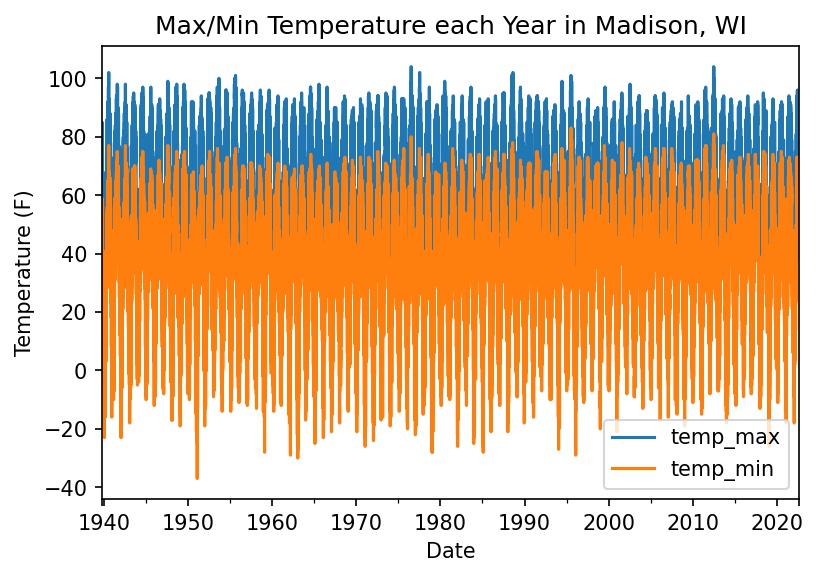 Max/Min Temperature each Year in Madison, WI
Temperature (F)
100
80
60
40
20
0
−20
−40
temp_max
temp_min
1940 1950 1960 1970 1980 1990 2000 2010 2020
Date